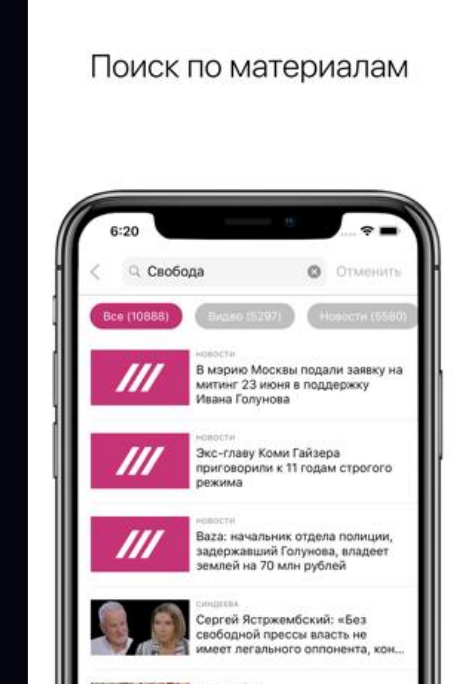 Поиск по материалам
6:20
Свобода
Отменить
Все (10888)
Видео (5297)
Новости (5580)
НОВОСТИ
В мэрию Москвы подали заявку на
митинг 23 июня в поддержку
Ивана Голунова
НОВОСТИ
Экс-главу Коми Гайзера
приговорили к 11 годам строгого
режима
НОВОСТИ
Baza: начальник отдела полиции,
задержавший Голунова, владеет
землей на 70 млн рублей
СИНДЕЕВА
Сергей Ястржембский: «Без
свободной прессы власть не
имеет легального оппонента, кон...